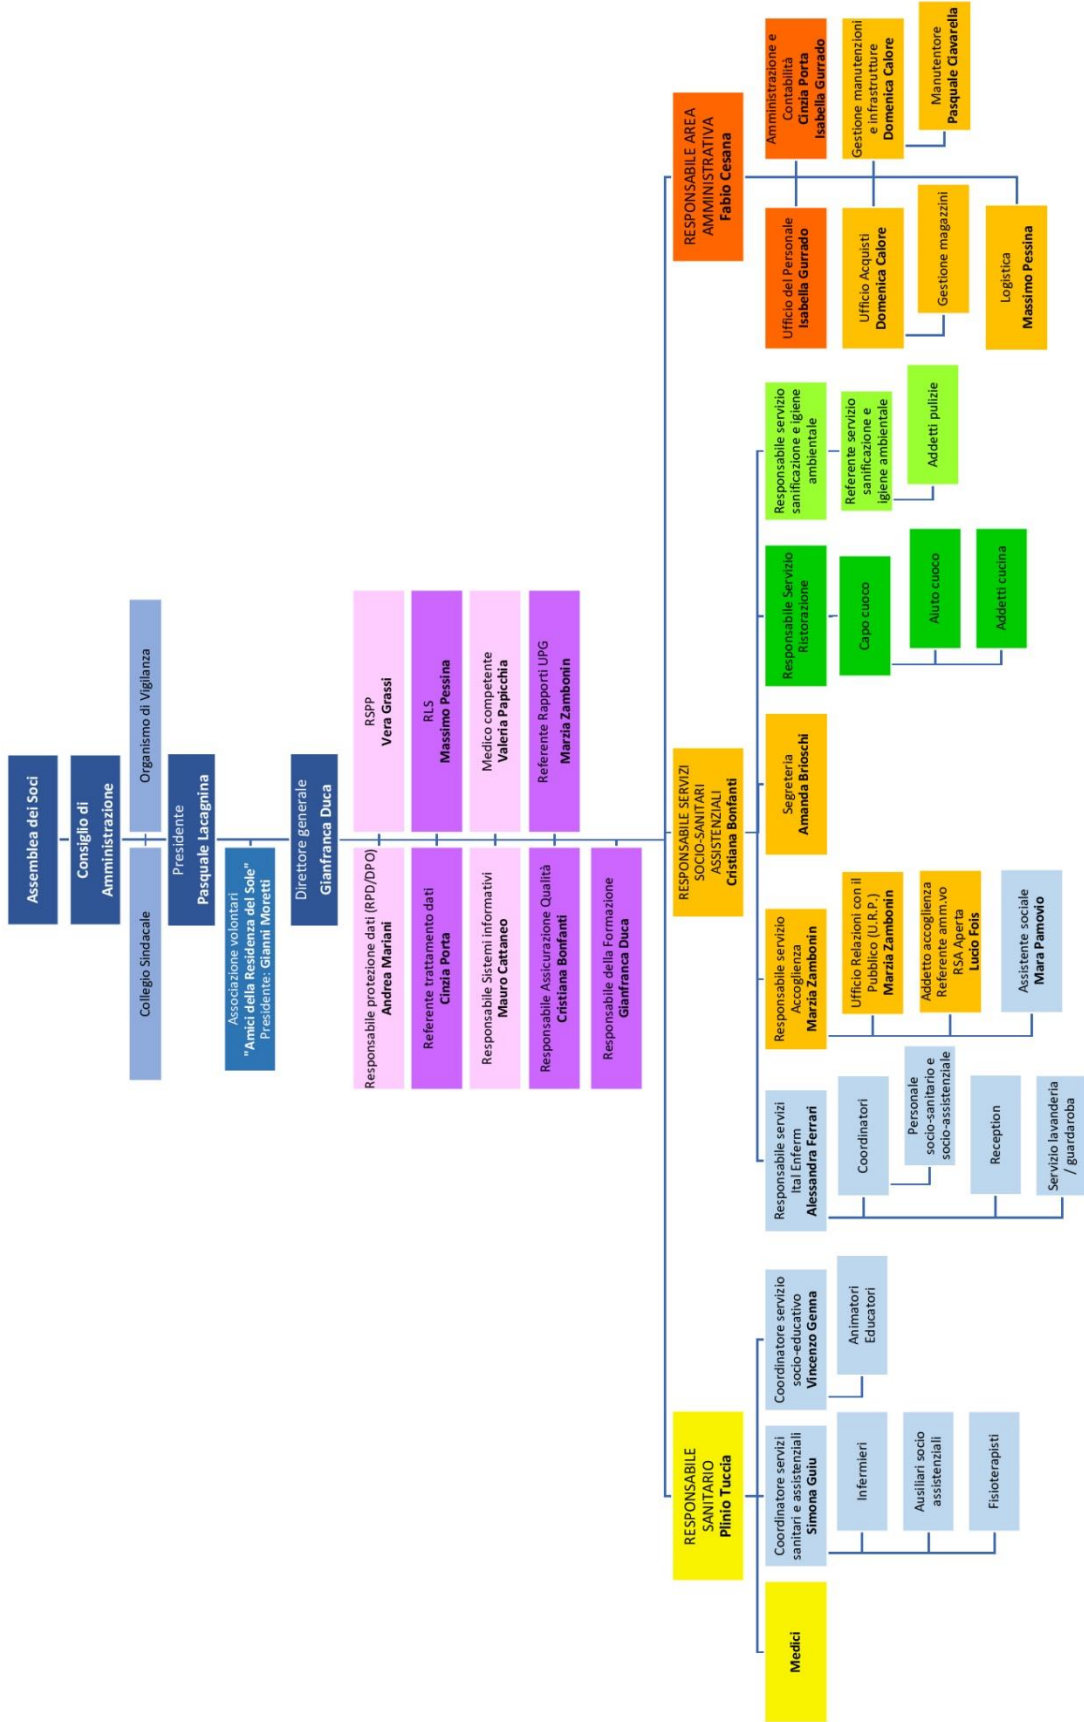 Assemblea dei Soci
Consiglio di
Amministrazione
Collegio Sindacale
Organismo di Vigilanza
Presidente
Pasquale Lacagnina
Associazione volontari
"Amici della Residenza del Sole"
Presidente: Gianni Moretti
Direttore generale
Gianfranca Duca
Responsabile protezione dati (RPD/DPO)
Andrea Mariani
RSPP
Vera Grassi
Referente trattamento dati
Cinzia Porta
RLS
Massimo Pessina
Responsabile Sistemi informativi
Mauro Cattaneo
Medico competente
Valeria Papicchia
Responsabile Assicurazione Qualità
Cristiana Bonfanti
Referente Rapporti UPG
Marzia Zambonin
Responsabile della Formazione
Gianfranca Duca
RESPONSABILE
SANITARIO
Plinio Tuccia
Medici
Coordinatore servizi
sanitari e assistenziali
Simona Guiu
Infermieri
Ausiliari socio
assistenziali
Fisioterapisti
Coordinatore servizio
socio-educativo
Vincenzo Genna
Animatori
Educatori
RESPONSABILE SERVIZI
SOCIO-SANITARI
ASSISTENZIALI
Cristiana Bonfanti
Responsabile servizi
Ital Enferm
Alessandra Ferrari
Coordinatori
Personale
socio-sanitario e
socio-assistenziale
Reception
Servizio lavanderia
/ guardaroba
Responsabile servizio
Accoglienza
Marzia Zambonin
Ufficio Relazioni con il
Pubblico (U.R.P.)
Marzia Zambonin
Addetto accoglienza
Referente amm.vo
RSA Aperta
Lucio Fois
Assistente sociale
Mara Pamovio
Segreteria
Amanda Brioschi
Responsabile Servizio
Ristorazione
Capo cuoco
Aiuto cuoco
Addetti cucina
Responsabile servizio
sanificazione e igiene
ambientale
Referente servizio
sanificazione e
igiene ambientale
Addetti pulizie
RESPONSABILE AREA
AMMINISTRATIVA
Fabio Cesana
Ufficio del Personale
Isabella Gurrado
Amministrazione e
Contabilità
Cinzia Porta
Isabella Gurrado
Ufficio Acquisti
Domenica Calore
Gestione magazzini
Gestione manutenzioni
e infrastrutture
Domenica Calore
Manutentore
Pasquale Ciavarella
Logistica
Massimo Pessina